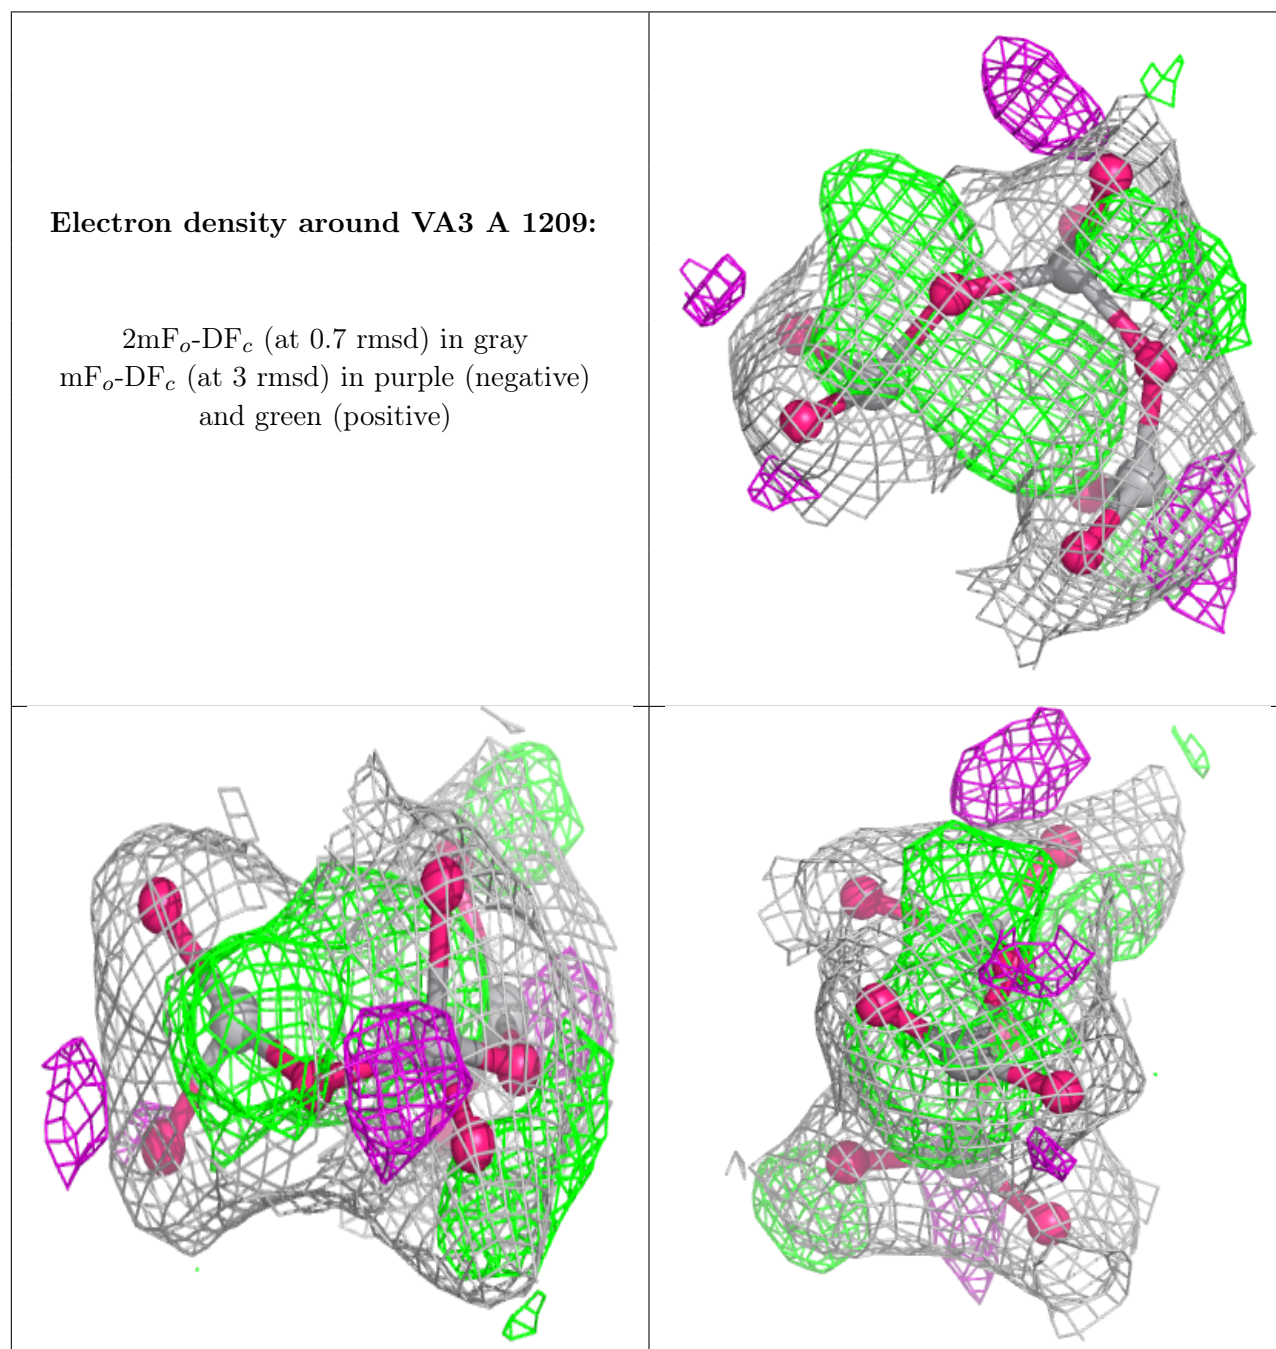 Electron density around VA3 A 1209:
2mFo-DFc (at 0.7 rmsd) in gray
mFo-DFc (at 3 rmsd) in purple (negative)
and green (positive)